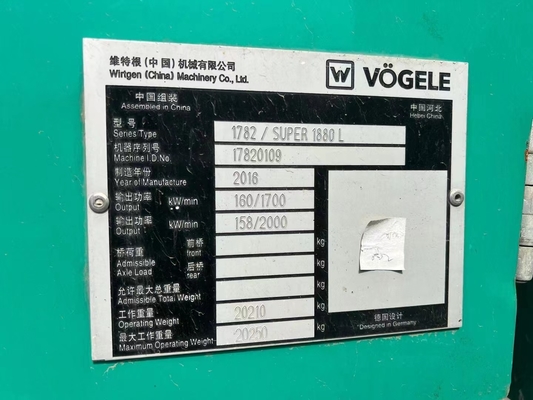 维特根（中国）机械有限公司
Wirtgen (China) Machinery Co., Ltd.
W VÖGELE
中国组装
Assembled in China
中国河北
Hebei China
型号
Series Type
1782 / SUPER 1880 L
机器序列号
Machine I.D.No.
17820109
制造年份
Year of Manufacture
2016
输出功率 kW/min
Output
160/1700
输出功率 kW/min
Output
158/2000
桥荷重
Admissible
Axle Load
前桥
front
kg
后桥
rear
kg
允许最大总重量
Admissible Total Weight
kg
工作重量
Operating Weight
20210 kg
最大工作重量
Maximum Operating Weight
20250 kg
德国设计
Designed in Germany